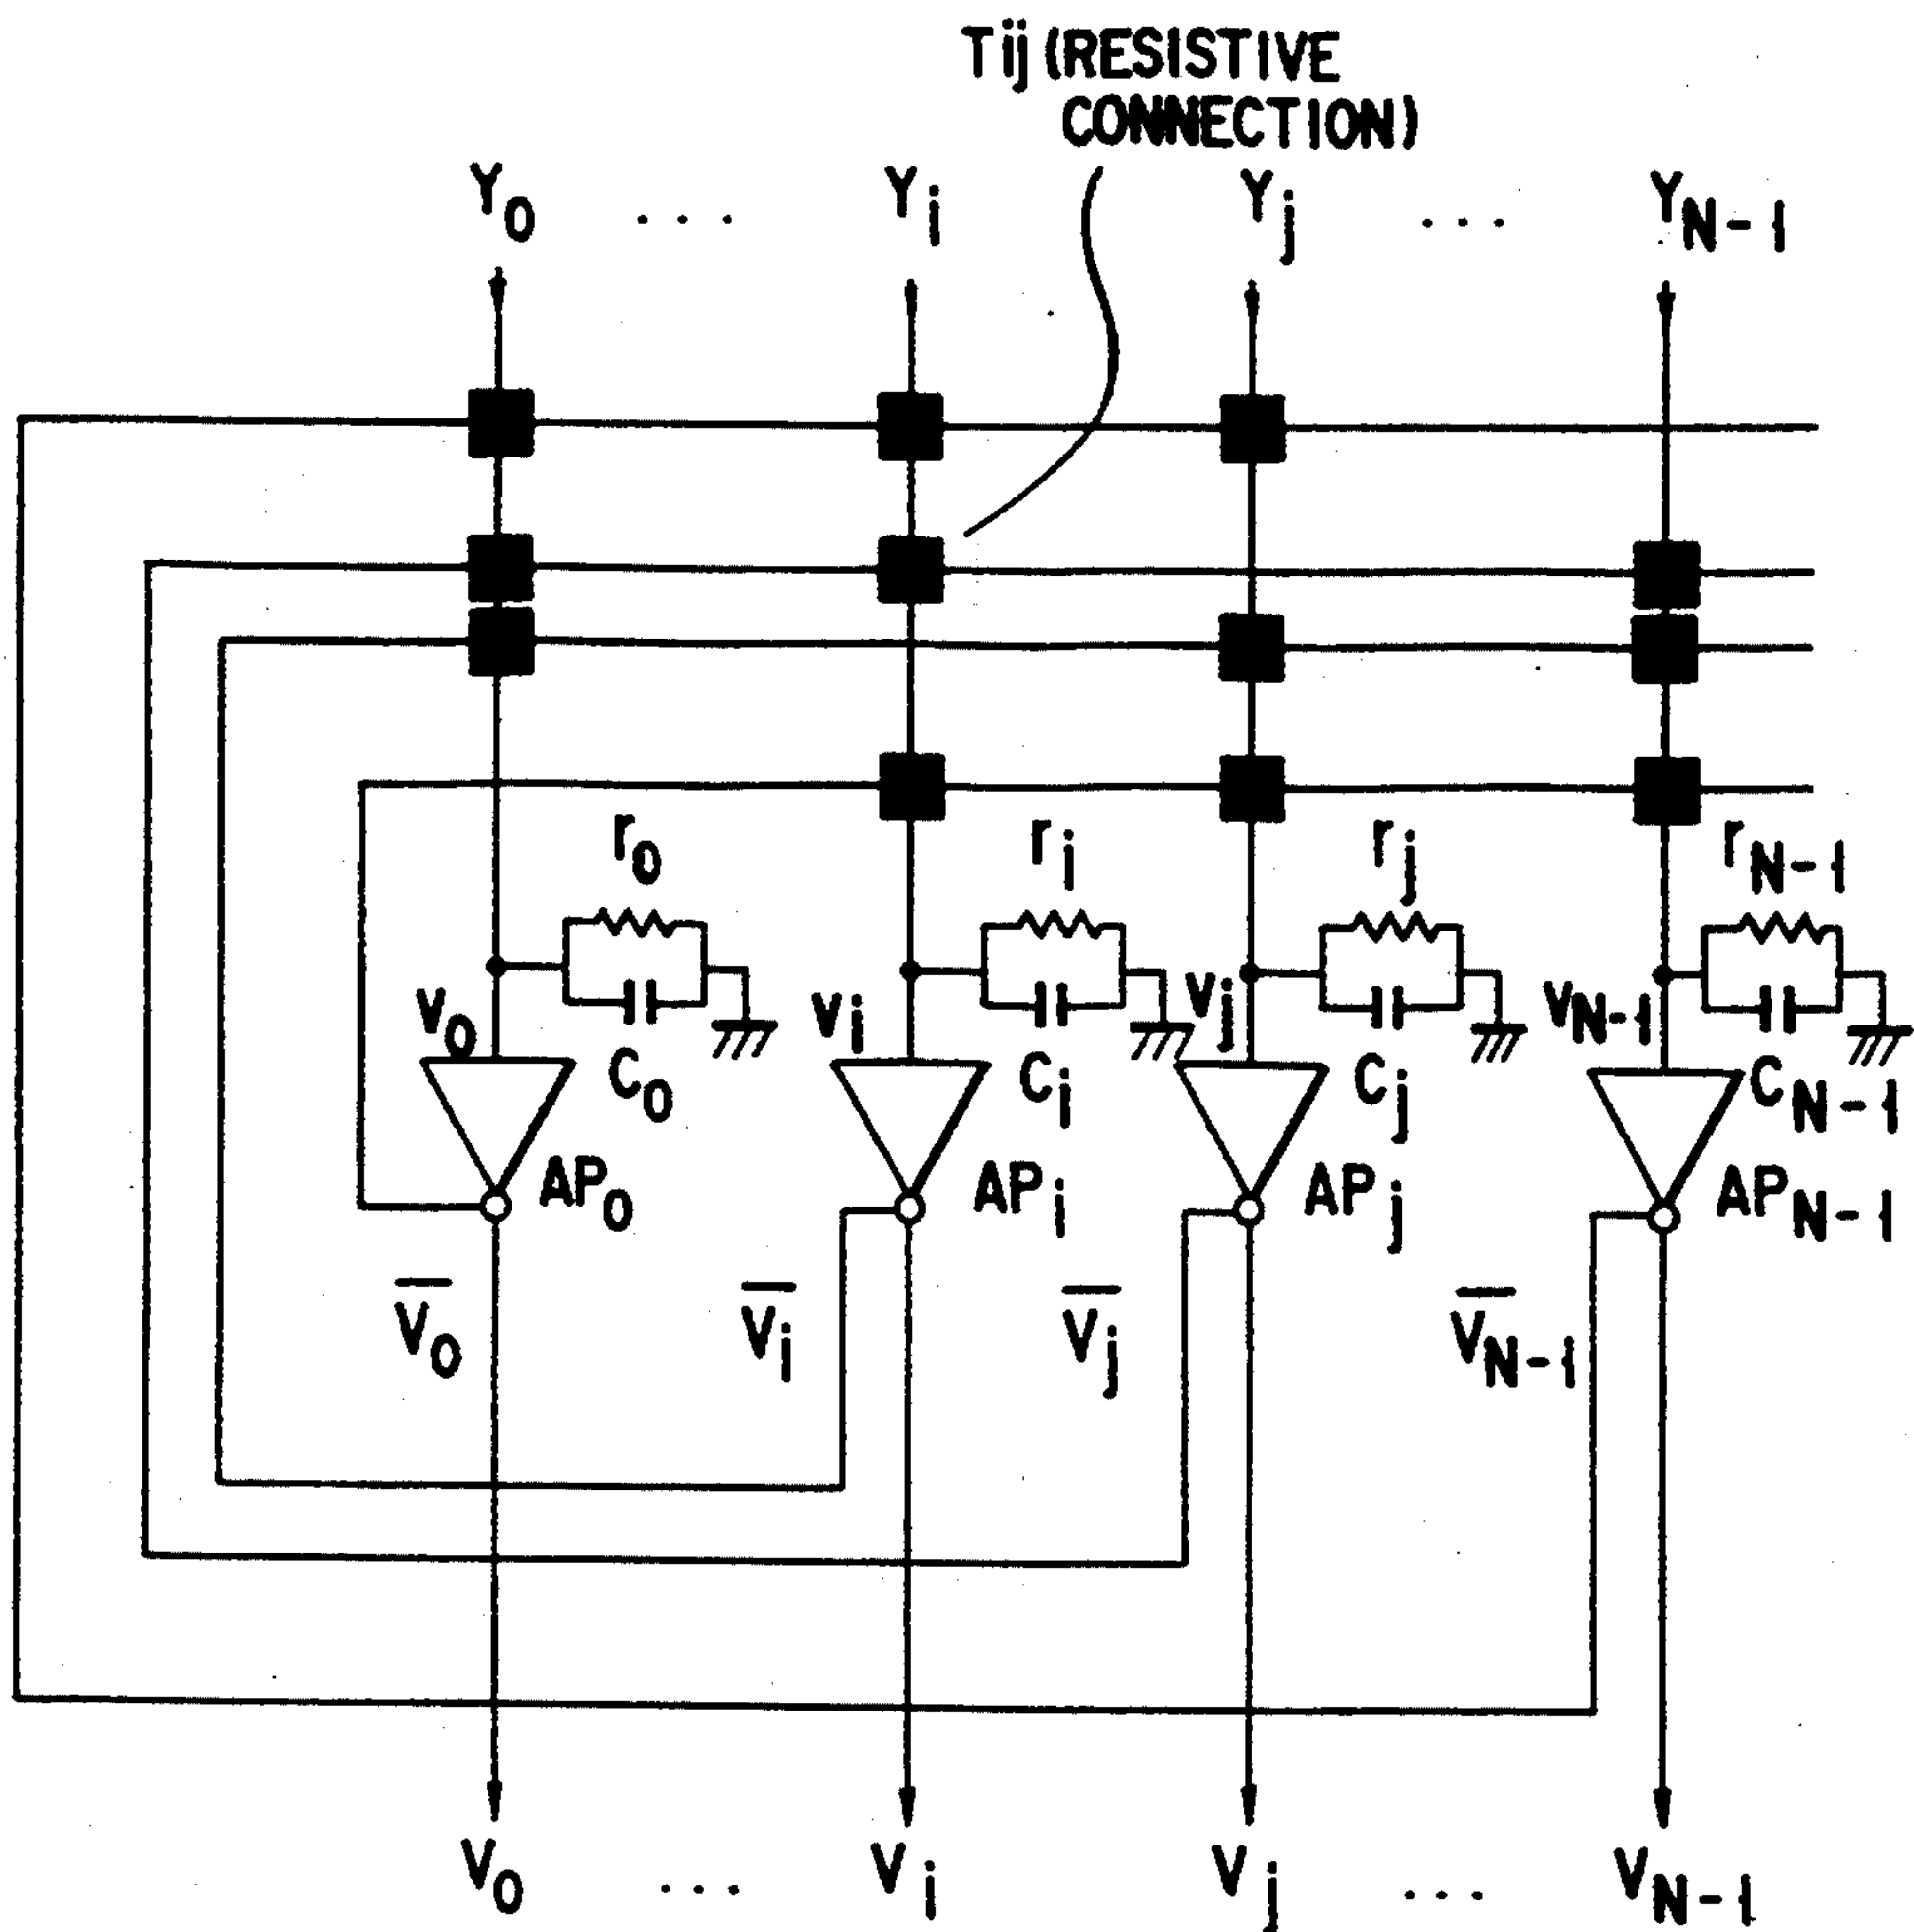 Tij (RESISTIVE
CONNECTION)
Y0 ... Yi Yj ... YN-1
r0 ri rj rN-1
V0 Vi Vj VN-1
C0 Ci Cj CN-1
AP0 APi APj APN-1
V̅0 V̅i V̅j V̅N-1
V0 ... Vi Vj ... VN-1